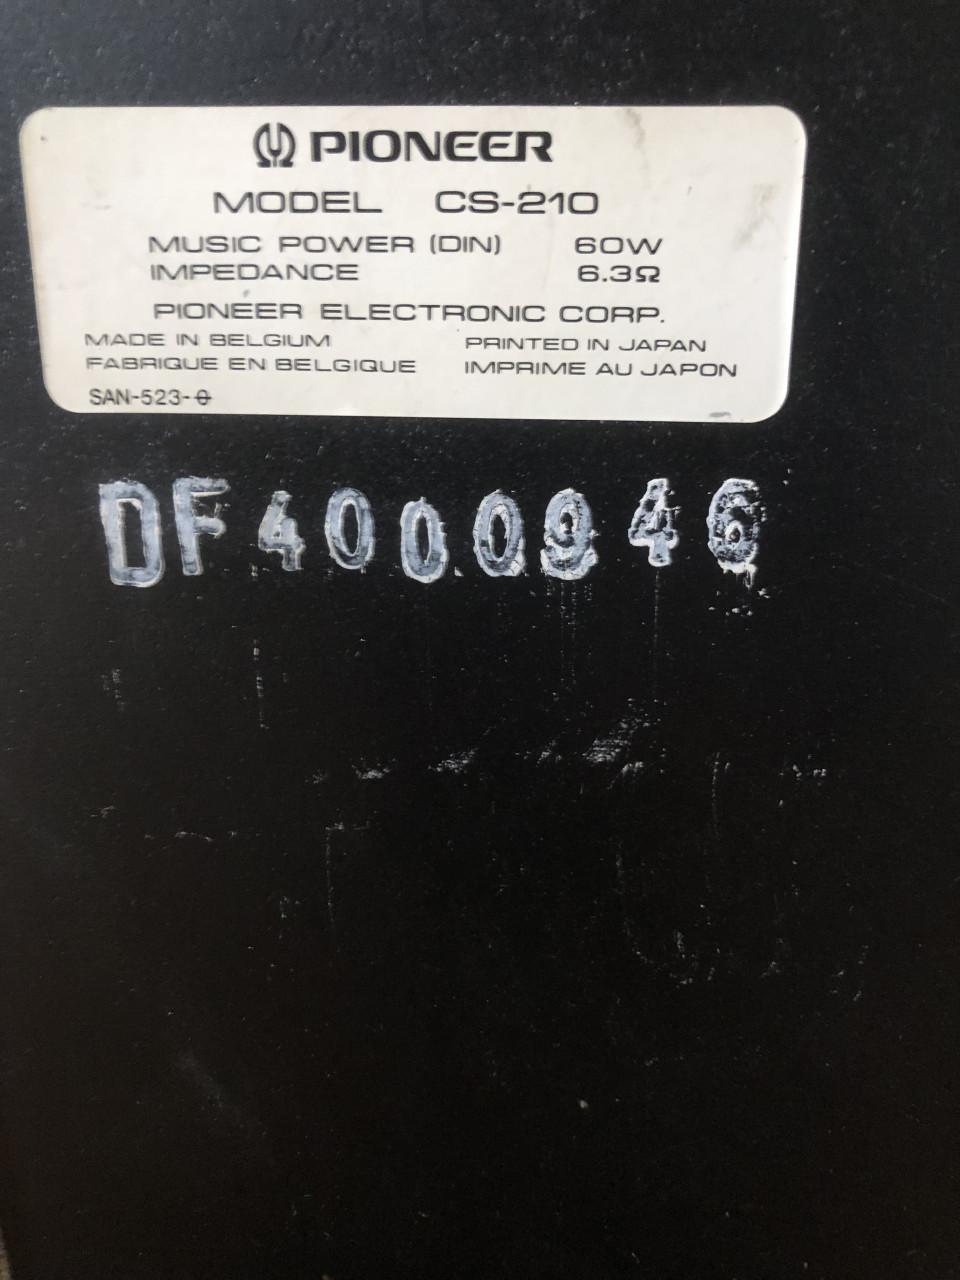 PIONEER
MODEL CS-210
MUSIC POWER (DIN) 60W
IMPEDANCE 6.3Ω
PIONEER ELECTRONIC CORP.
MADE IN BELGIUM PRINTED IN JAPAN
FABRIQUE EN BELGIQUE IMPRIME AU JAPON
SAN-523-0
DF4000946